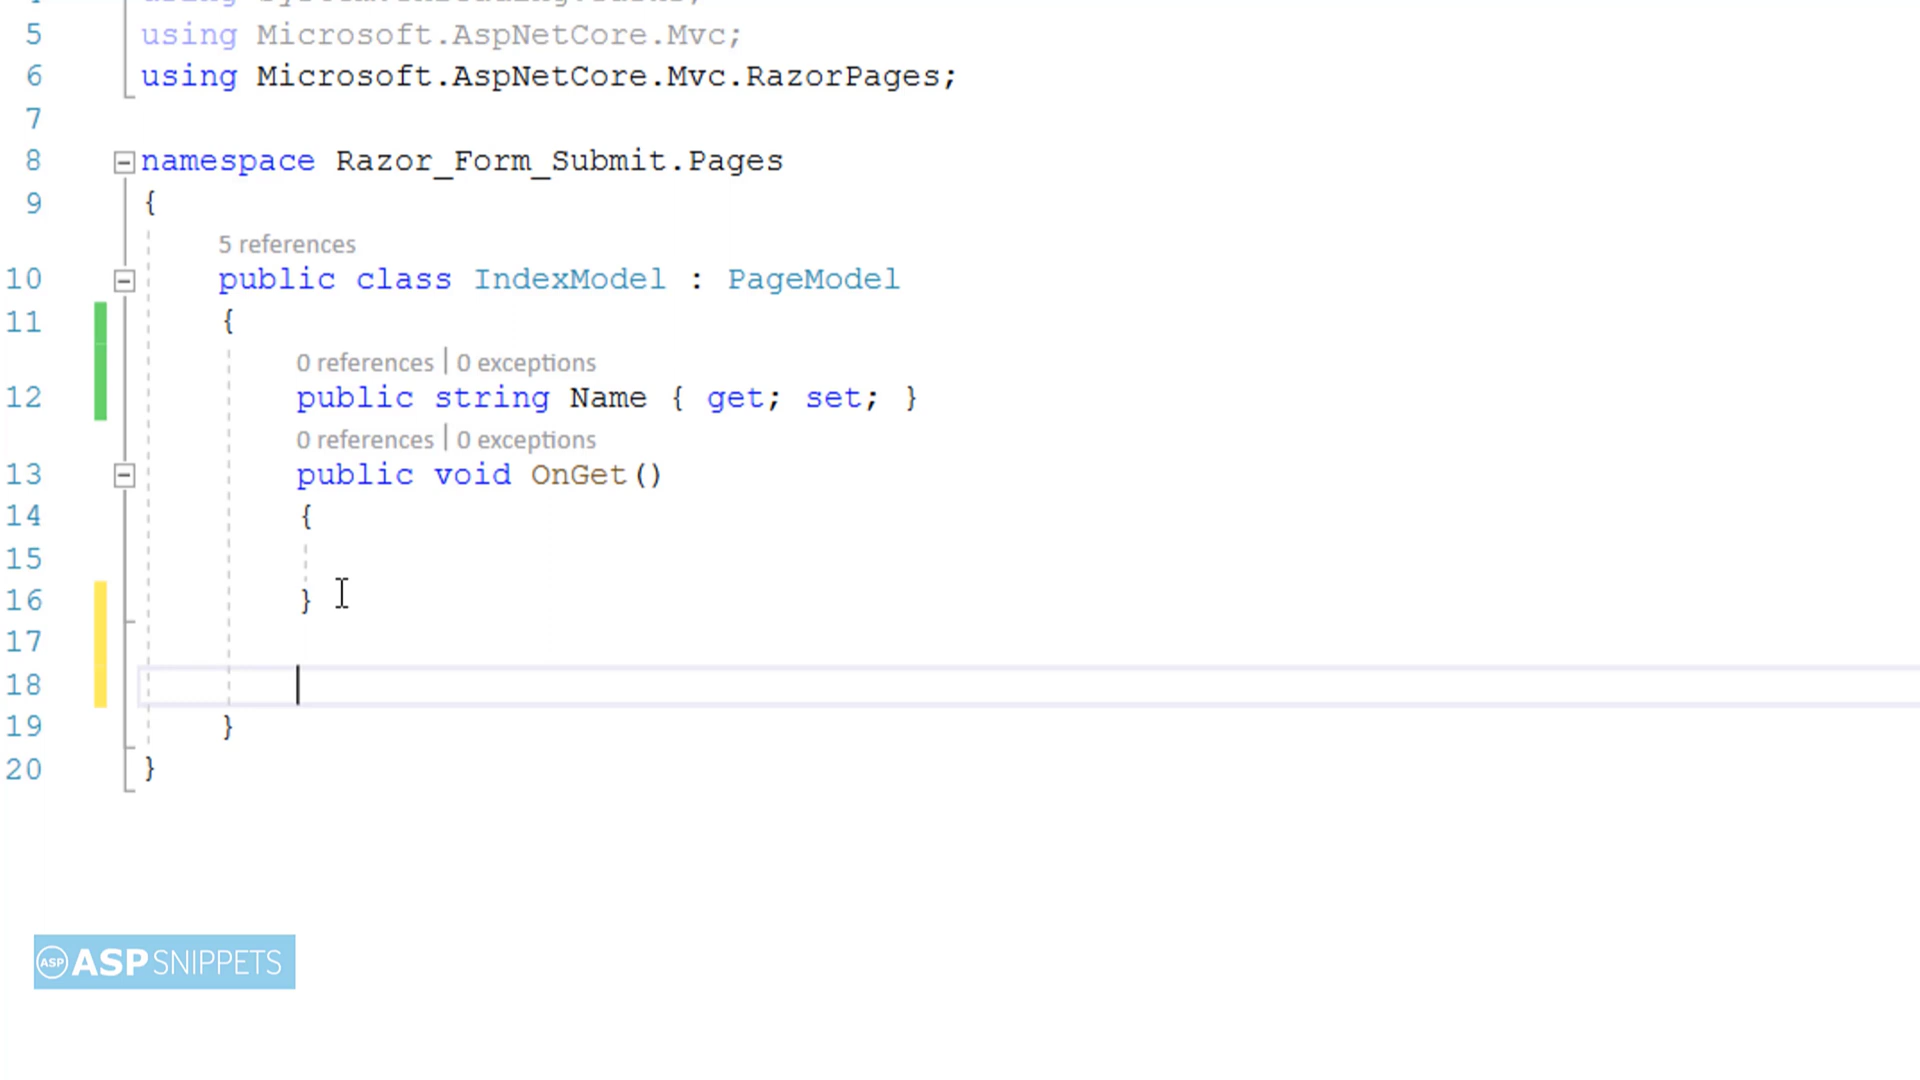 5 using Microsoft.AspNetCore.Mvc;
6 using Microsoft.AspNetCore.Mvc.RazorPages;
7
8 namespace Razor_Form_Submit.Pages
9 {
5 references
10 public class IndexModel : PageModel
11 {
0 references | 0 exceptions
12 public string Name { get; set; }
0 references | 0 exceptions
13 public void OnGet()
14 {
15
16 }
17
18
19 }
20 }
ASP ASPSNIPPETS